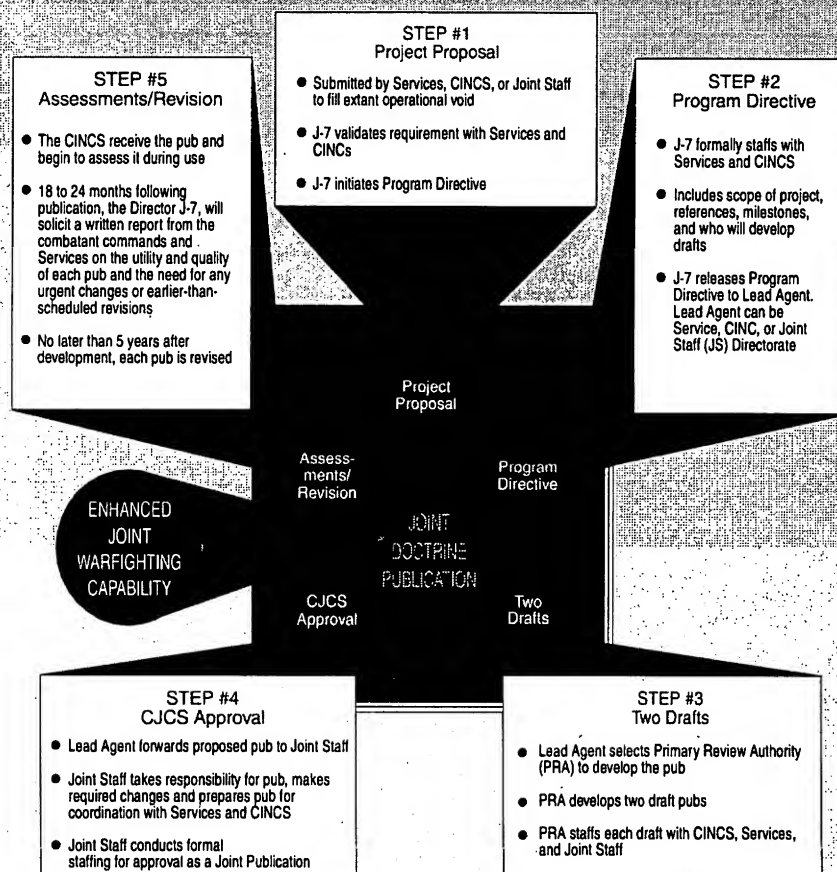 STEP #1
Project Proposal
● Submitted by Services, CINCS, or Joint Staff
to fill extant operational void
● J-7 validates requirement with Services and
CINCs
● J-7 initiates Program Directive
STEP #2
Program Directive
● J-7 formally staffs with
Services and CINCS
● Includes scope of project,
references, milestones,
and who will develop
drafts
● J-7 releases Program
Directive to Lead Agent.
Lead Agent can be
Service, CINC, or Joint
Staff (JS) Directorate
STEP #3
Two Drafts
● Lead Agent selects Primary Review Authority
(PRA) to develop the pub
● PRA develops two draft pubs
● PRA staffs each draft with CINCS, Services,
and Joint Staff
STEP #4
CJCS Approval
● Lead Agent forwards proposed pub to Joint Staff
● Joint Staff takes responsibility for pub, makes
required changes and prepares pub for
coordination with Services and CINCS
● Joint Staff conducts formal
staffing for approval as a Joint Publication
STEP #5
Assessments/Revision
● The CINCS receive the pub and
begin to assess it during use
● 18 to 24 months following
publication, the Director J-7, will
solicit a written report from the
combatant commands and
Services on the utility and quality
of each pub and the need for any
urgent changes or earlier-than-
scheduled revisions
● No later than 5 years after
development, each pub is revised
Project
Proposal
Assess-
ments/
Revision
Program
Directive
JOINT
DOCTRINE
PUBLICATION
CJCS
Approval
Two
Drafts
ENHANCED
JOINT
WARFIGHTING
CAPABILITY